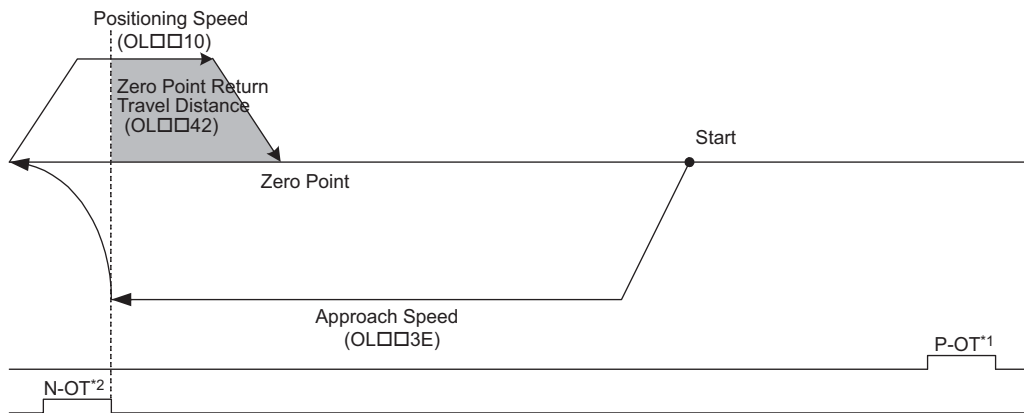 Positioning Speed
(OL□□10)
Zero Point Return
Travel Distance
(OL□□42)
Start
Zero Point
Approach Speed
(OL□□3E)
P-OT*1
N-OT*2